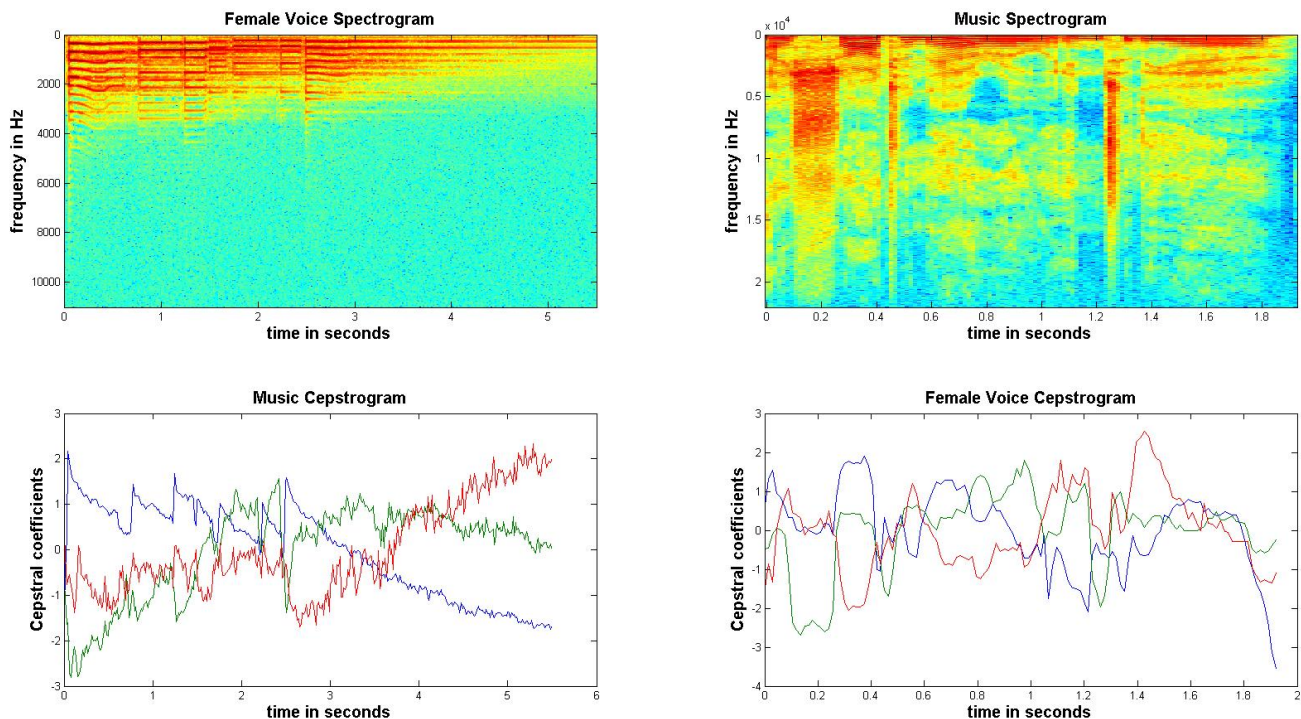 Female Voice Spectrogram
0
2000
4000
6000
8000
10000
frequency in Hz
0 1 2 3 4 5
time in seconds
Music Spectrogram
x 10^4
0
0.5
1
1.5
2
frequency in Hz
0 0.2 0.4 0.6 0.8 1 1.2 1.4 1.6 1.8
time in seconds
Music Cepstrogram
3
2
1
0
-1
-2
-3
Cepstral coefficients
0 1 2 3 4 5 6
time in seconds
Female Voice Cepstrogram
3
2
1
0
-1
-2
-3
-4
Cepstral coefficients
0 0.2 0.4 0.6 0.8 1 1.2 1.4 1.6 1.8 2
time in seconds